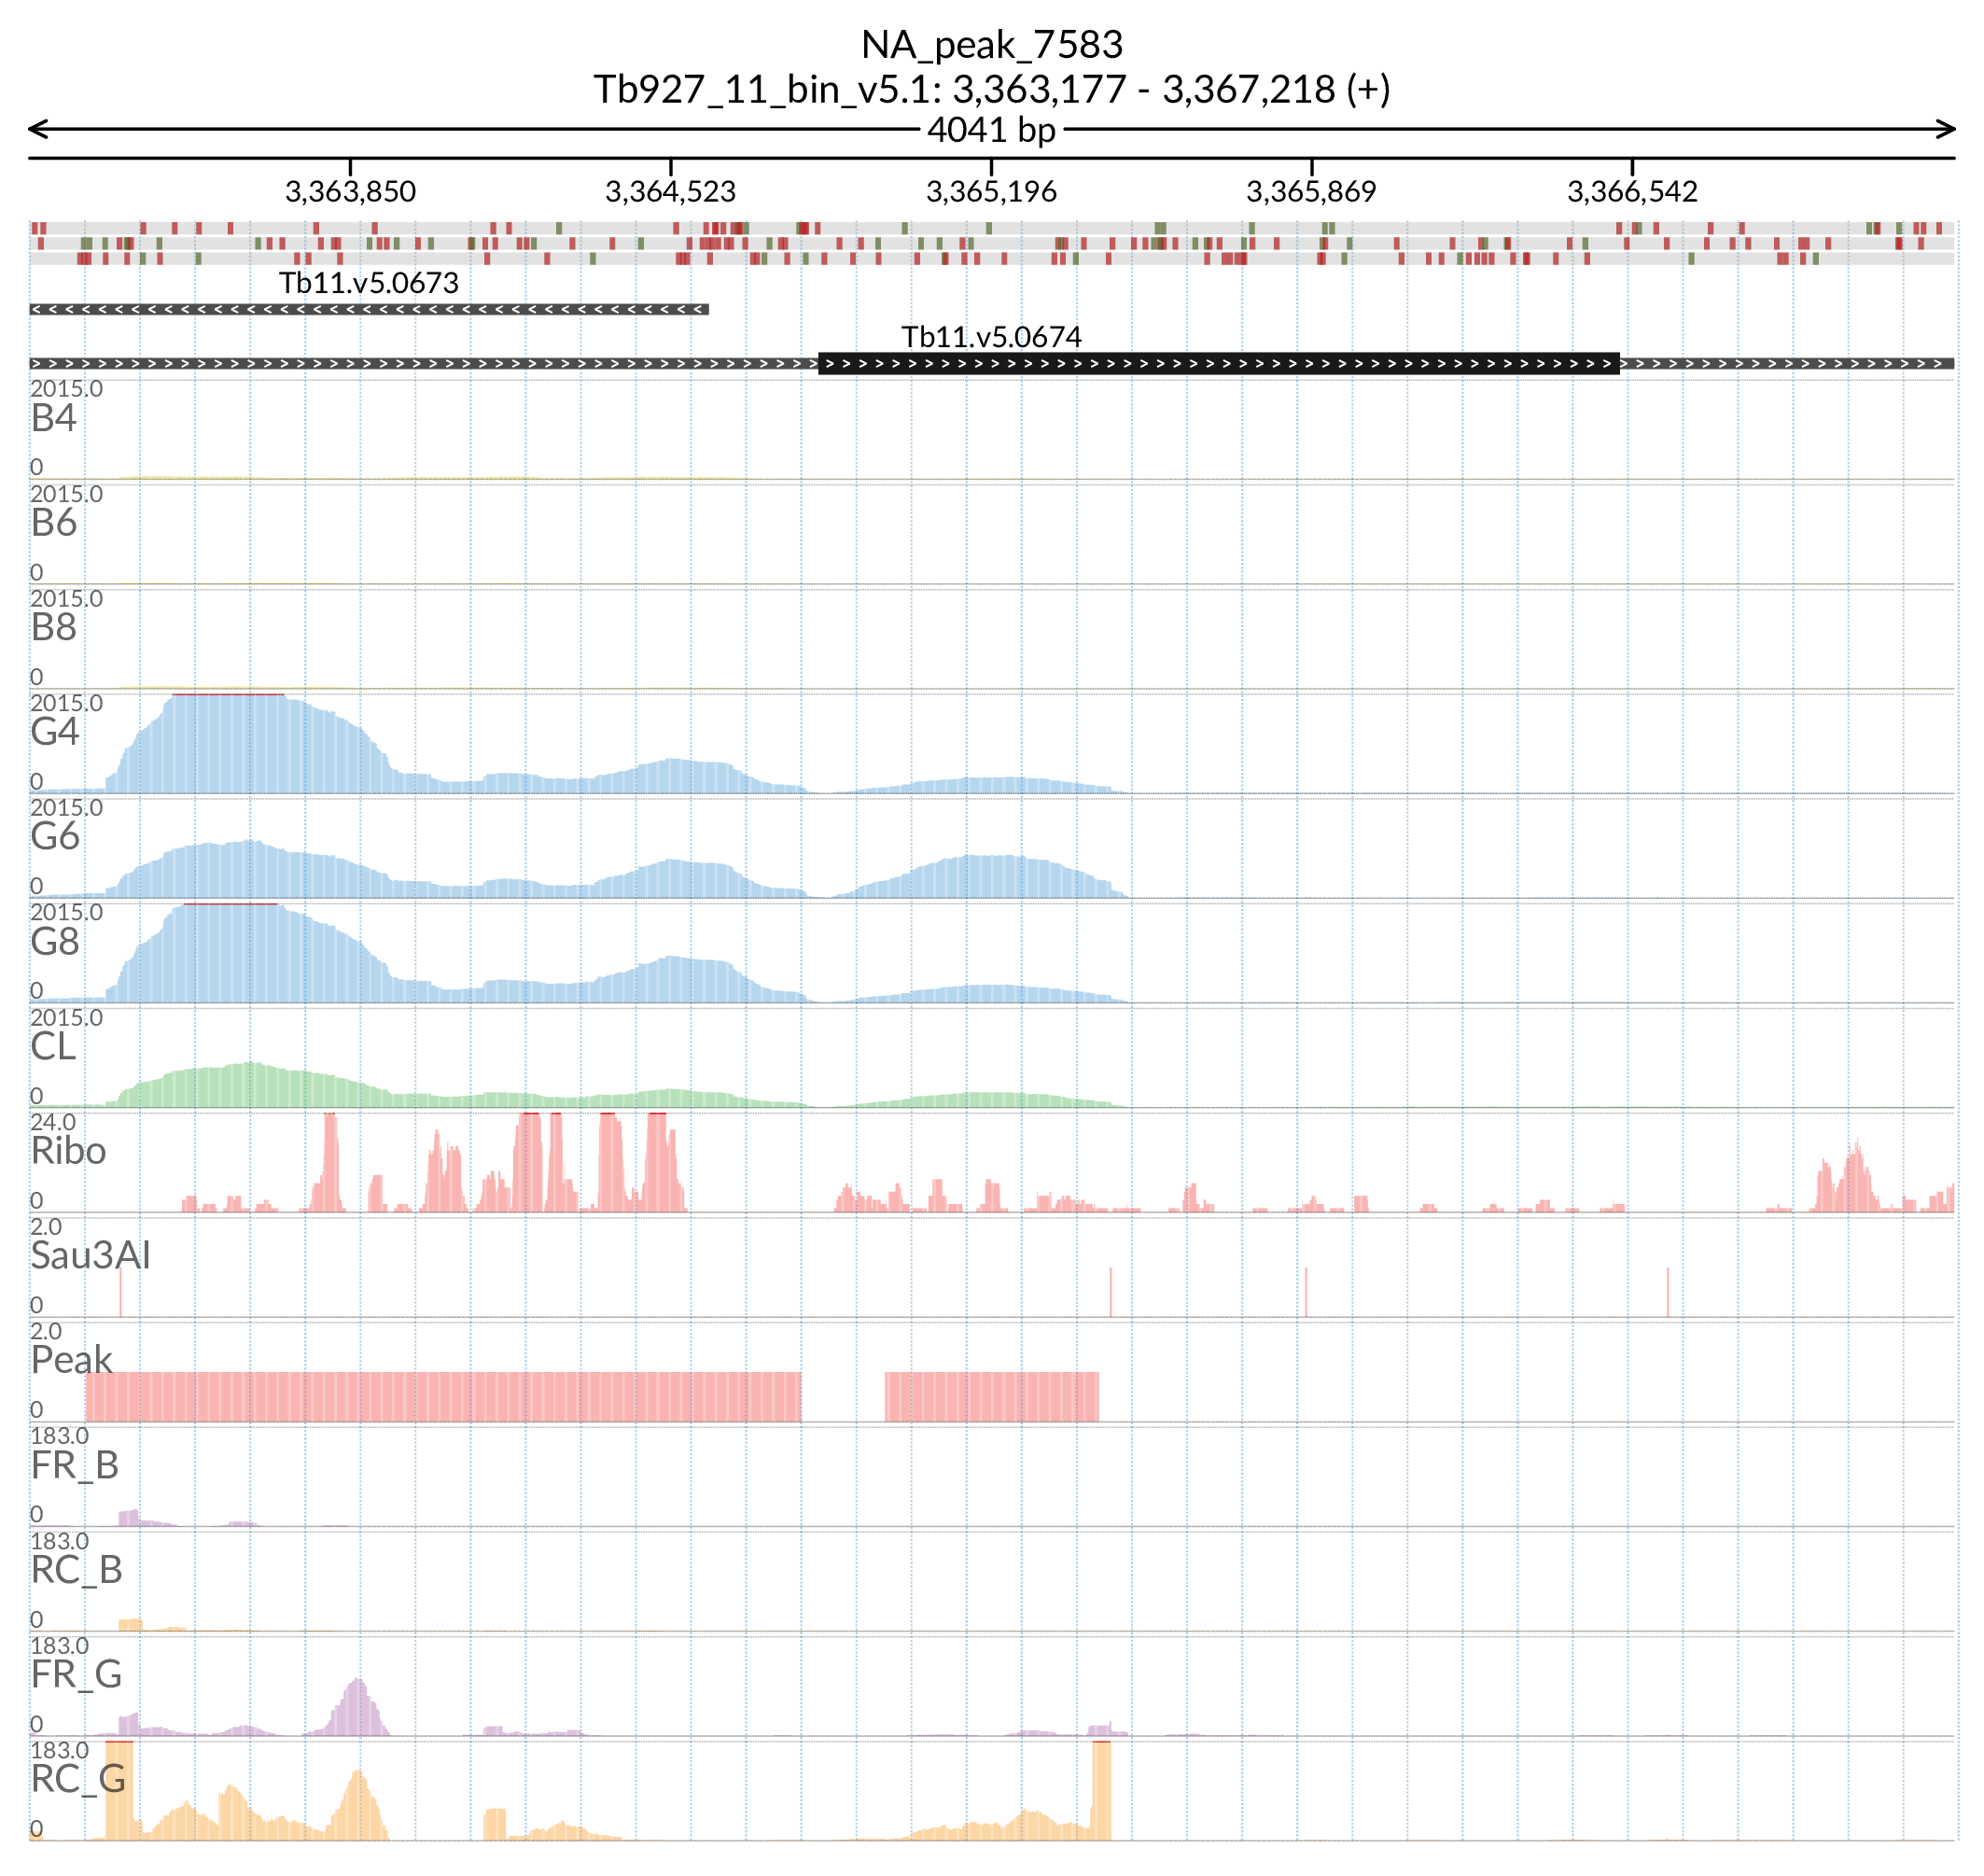 NA_peak_7583
Tb927_11_bin_v5.1: 3,363,177 - 3,367,218 (+)
4041 bp
3,363,850 3,364,523 3,365,196 3,365,869 3,366,542
Tb11.v5.0673
Tb11.v5.0674
2015.0
B4
0
2015.0
B6
0
2015.0
B8
0
2015.0
G4
0
2015.0
G6
0
2015.0
G8
0
2015.0
CL
0
24.0
Ribo
0
2.0
Sau3AI
0
2.0
Peak
0
183.0
FR_B
0
183.0
RC_B
0
183.0
FR_G
0
183.0
RC_G
0